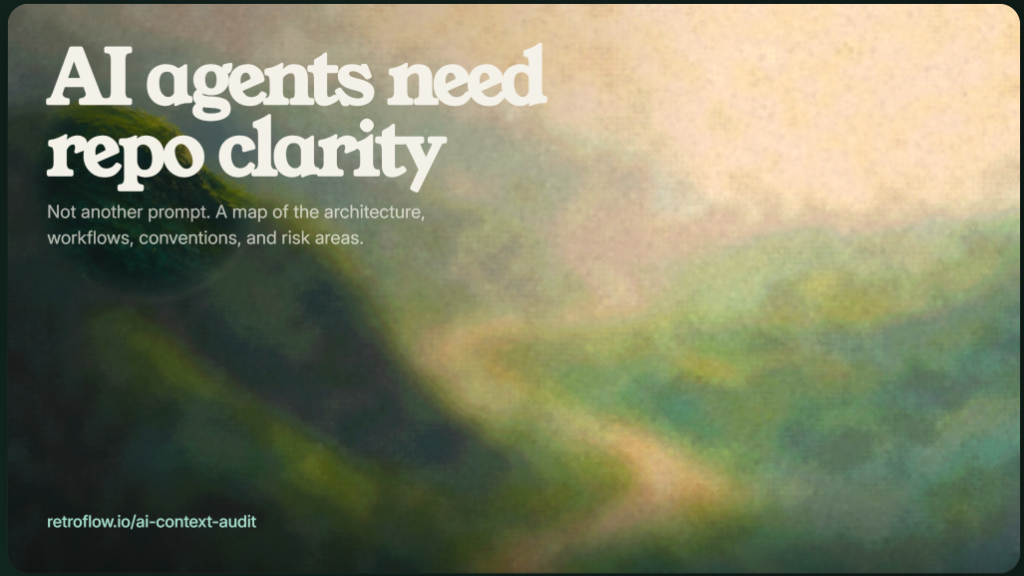 AI agents need
repo clarity
Not another prompt. A map of the architecture,
workflows, conventions, and risk areas.
retroflow.io/ai-context-audit